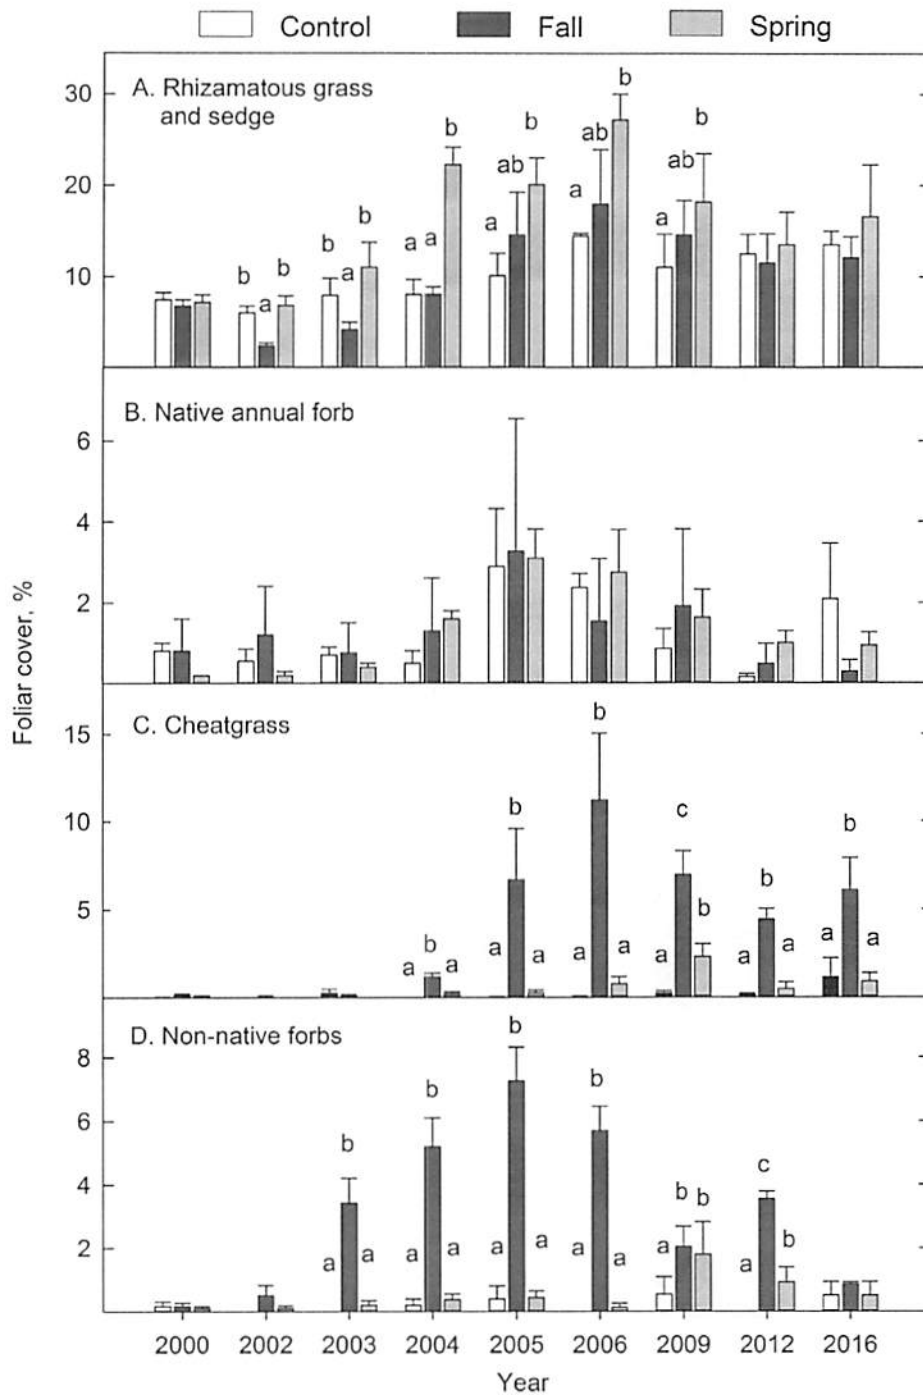 Control Fall Spring
A. Rhizamatous grass
and sedge
30
20
10
b a b
b a b
a a b
a ab b
a ab b
a ab b
B. Native annual forb
6
4
2
Foliar cover, %
C. Cheatgrass
15
10
5
a b a
a b a
a b a
a c b
a b a
a b a
D. Non-native forbs
8
6
4
2
a b a
a b a
a b a
a b a
a b b
a c b
2000 2002 2003 2004 2005 2006 2009 2012 2016
Year